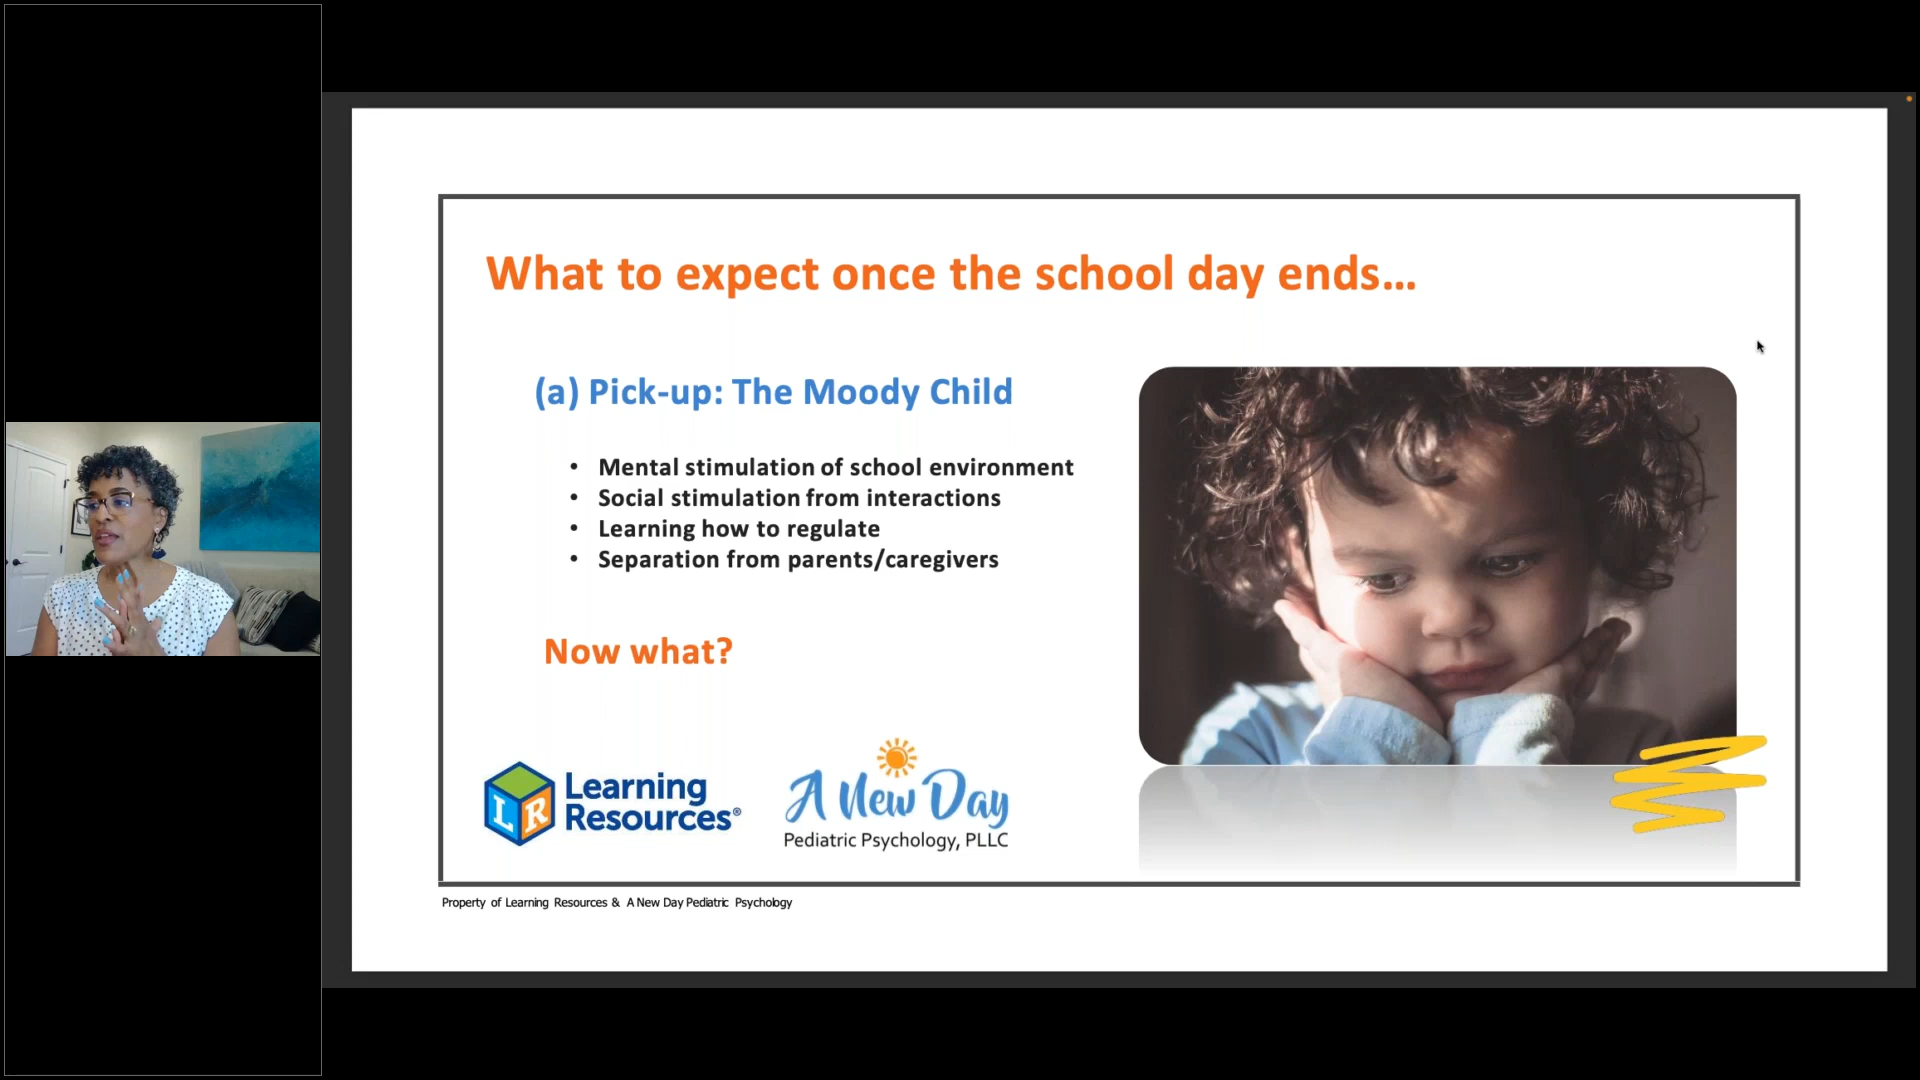 What to expect once the school day ends...
(a) Pick-up: The Moody Child
• Mental stimulation of school environment
• Social stimulation from interactions
• Learning how to regulate
• Separation from parents/caregivers
Now what?
LR
Learning
Resources®
A New Day
Pediatric Psychology, PLLC
Property of Learning Resources & A New Day Pediatric Psychology